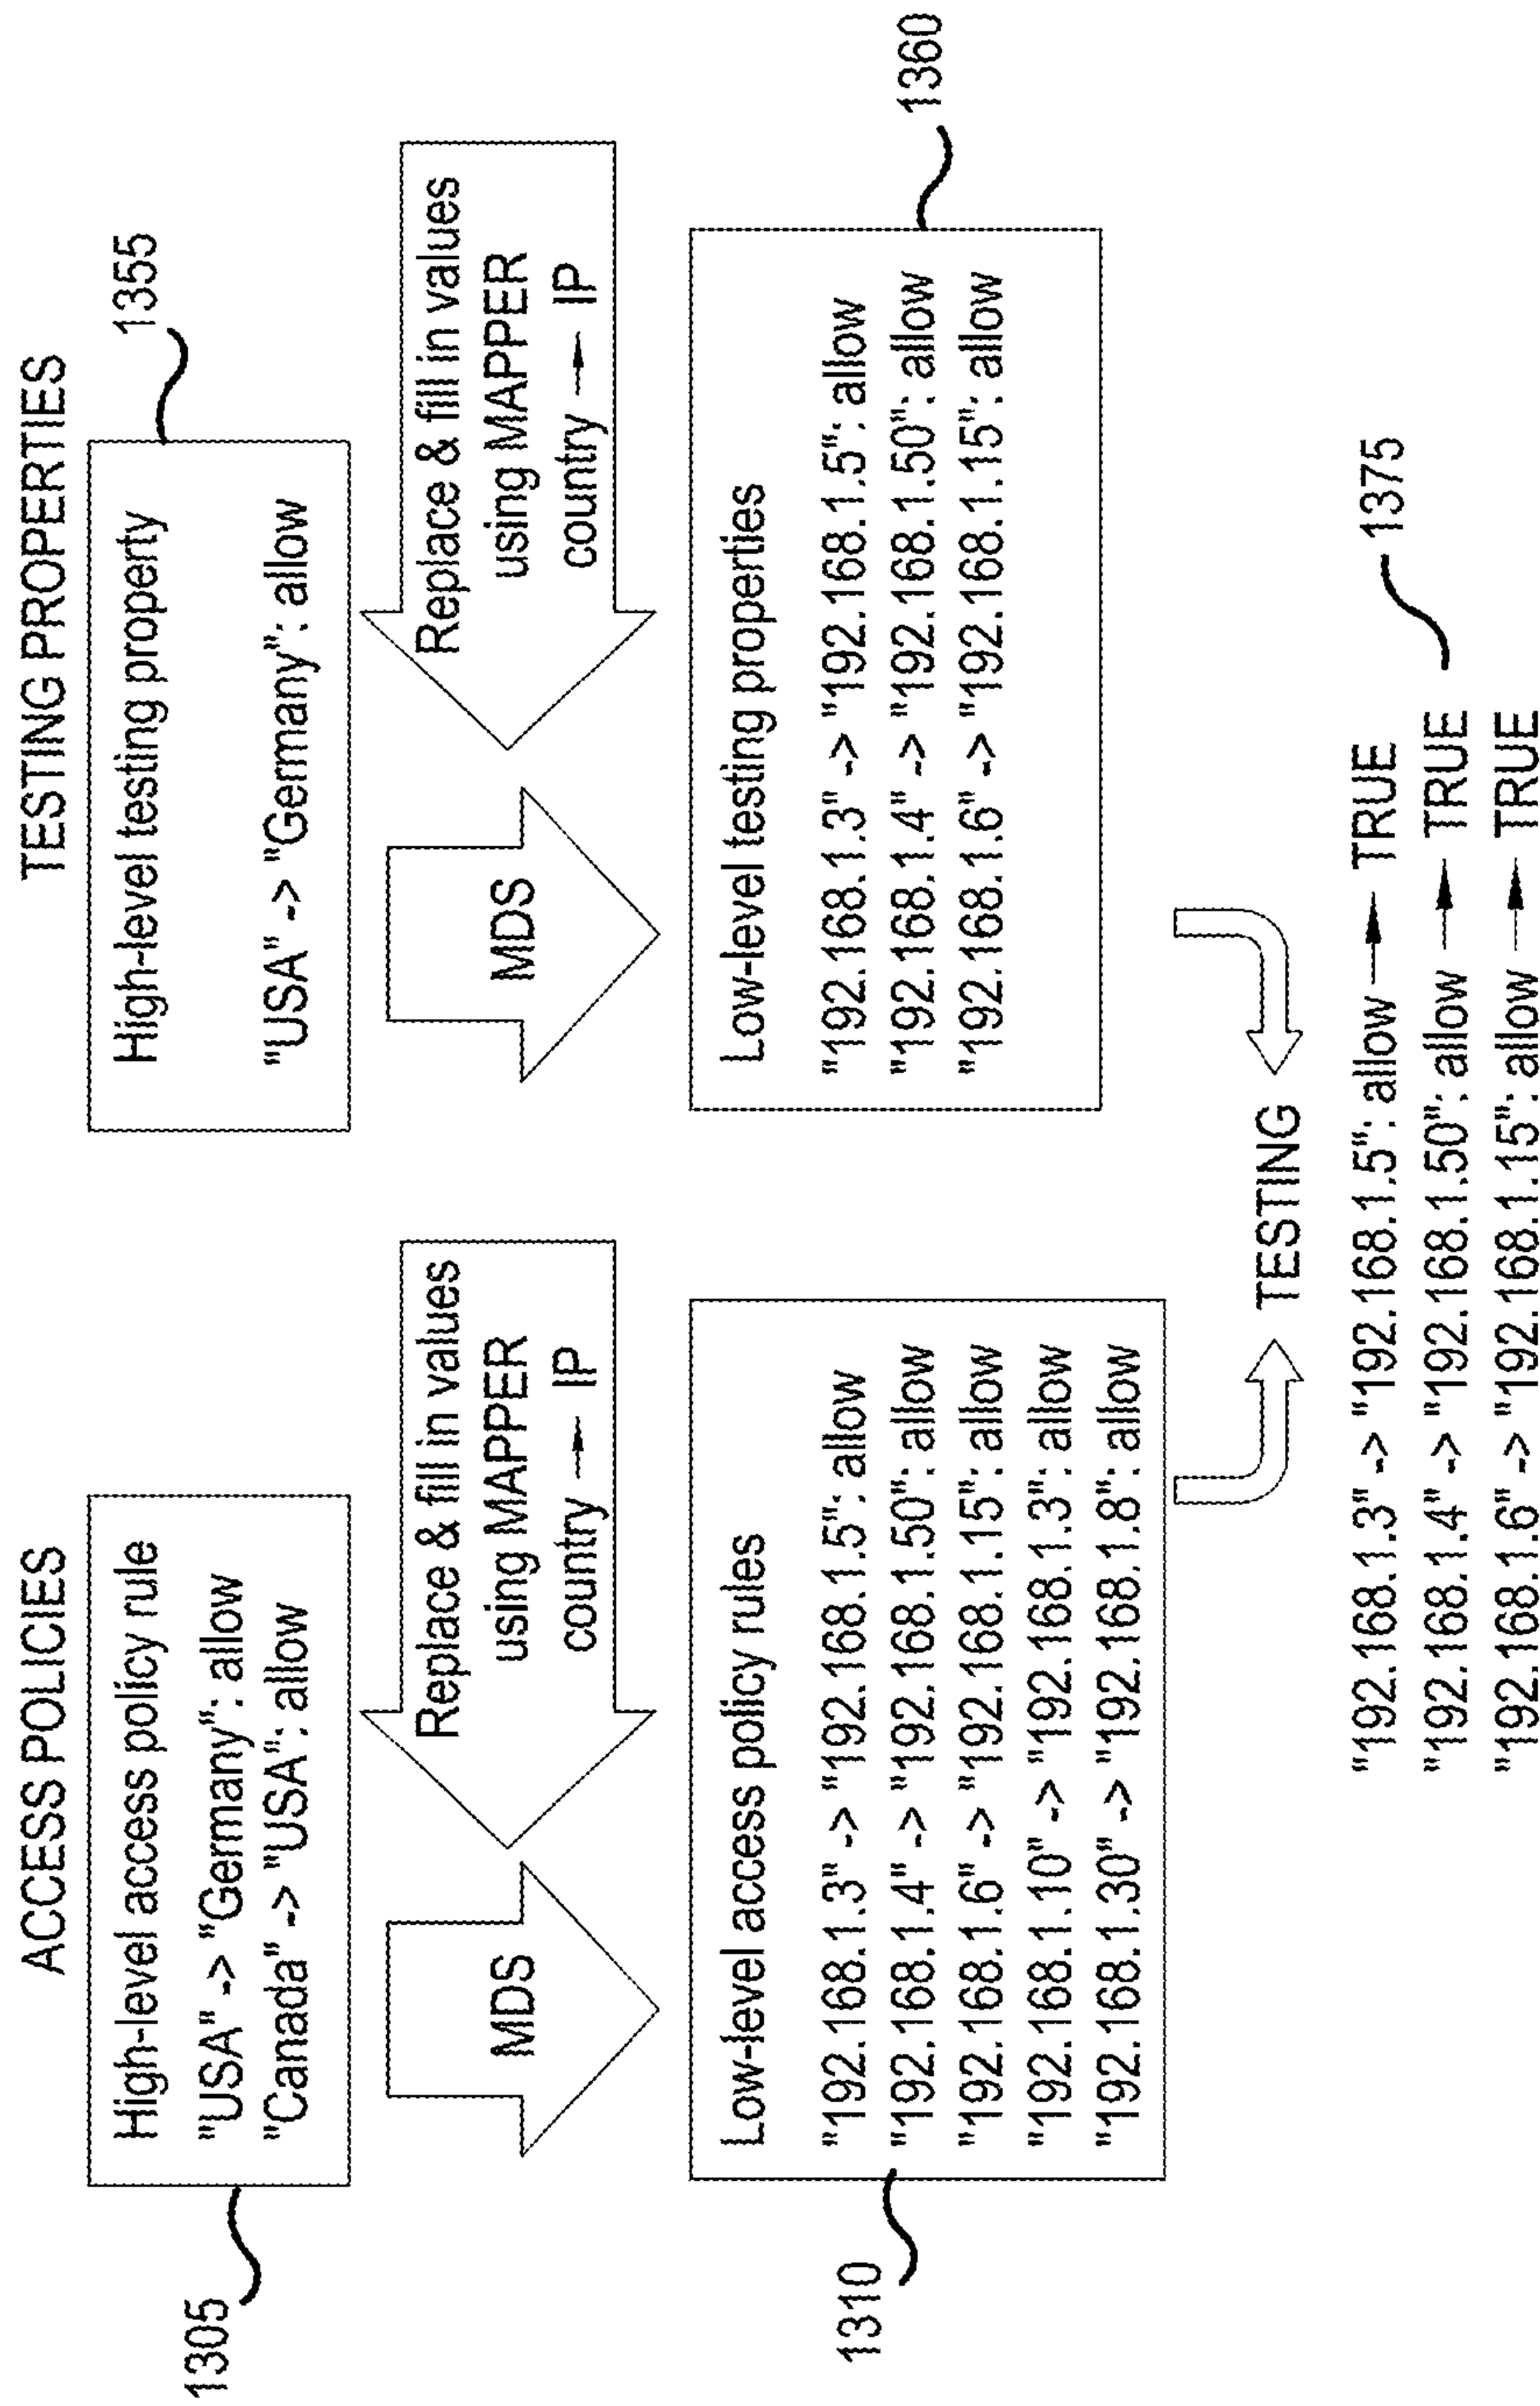 ACCESS POLICIES
1305
High-level access policy rule
"USA" -> "Germany": allow
"Canada" -> "USA": allow
MDS
Replace & fill in values
using MAPPER
country → IP
1310
Low-level access policy rules
"192.168.1.3" -> "192.168.1.5": allow
"192.168.1.4" -> "192.168.1.50": allow
"192.168.1.6" -> "192.168.1.15": allow
"192.168.1.10" -> "192.168.1.3": allow
"192.168.1.30" -> "192.168.1.8": allow
TESTING PROPERTIES
1355
High-level testing property
"USA" -> "Germany": allow
MDS
Replace & fill in values
using MAPPER
country → IP
1360
Low-level testing properties
"192.168.1.3" -> "192.168.1.5": allow
"192.168.1.4" -> "192.168.1.50": allow
"192.168.1.6" -> "192.168.1.15": allow
TESTING
1375
"192.168.1.3" -> "192.168.1.5": allow → TRUE
"192.168.1.4" -> "192.168.1.50": allow → TRUE
"192.168.1.6" -> "192.168.1.15": allow → TRUE